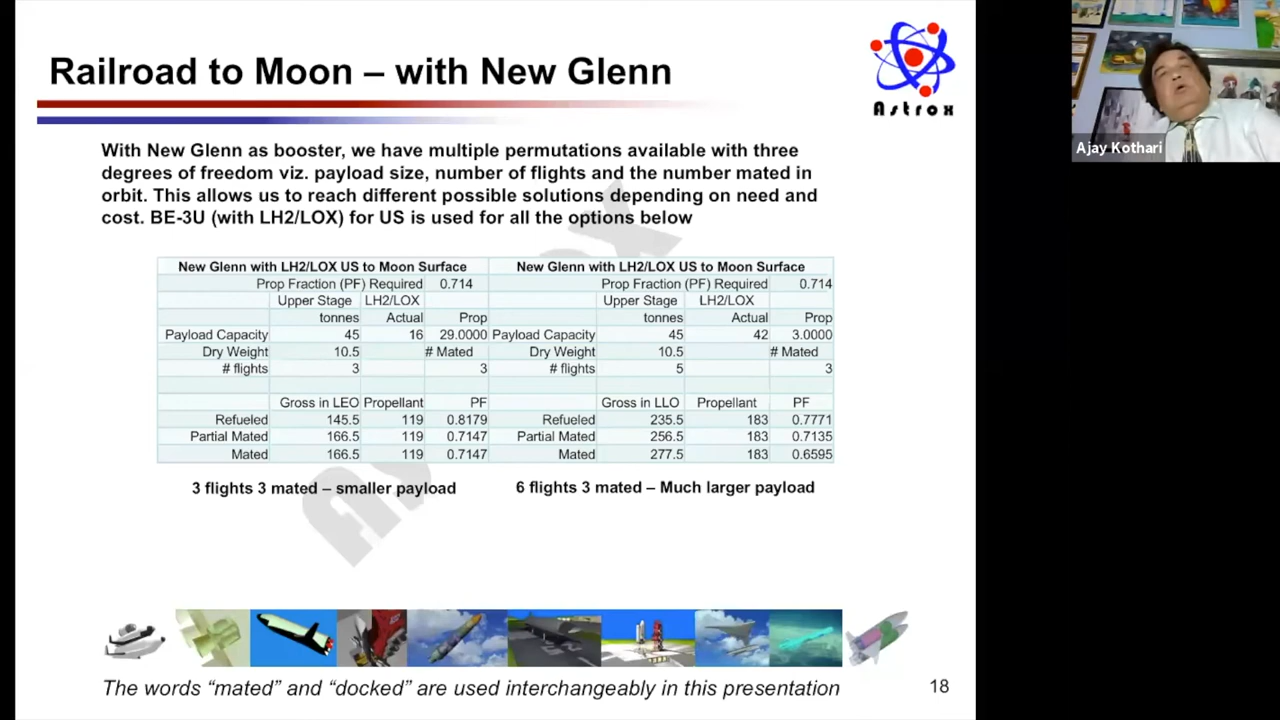 Railroad to Moon – with New Glenn
Astrox
Ajay Kothari
With New Glenn as booster, we have multiple permutations available with three
degrees of freedom viz. payload size, number of flights and the number mated in
orbit. This allows us to reach different possible solutions depending on need and
cost. BE-3U (with LH2/LOX) for US is used for all the options below
New Glenn with LH2/LOX US to Moon Surface New Glenn with LH2/LOX US to Moon Surface
Prop Fraction (PF) Required 0.714 Prop Fraction (PF) Required 0.714
Upper Stage LH2/LOX Upper Stage LH2/LOX
tonnes Actual Prop tonnes Actual Prop
Payload Capacity 45 16 29.0000 Payload Capacity 45 42 3.0000
Dry Weight 10.5 # Mated Dry Weight 10.5 # Mated
# flights 3 3 # flights 5 3
Gross in LEO Propellant PF Gross in LLO Propellant PF
Refueled 145.5 119 0.8179 Refueled 235.5 183 0.7771
Partial Mated 166.5 119 0.7147 Partial Mated 256.5 183 0.7135
Mated 166.5 119 0.7147 Mated 277.5 183 0.6595
3 flights 3 mated – smaller payload 6 flights 3 mated – Much larger payload
The words “mated” and “docked” are used interchangeably in this presentation
18